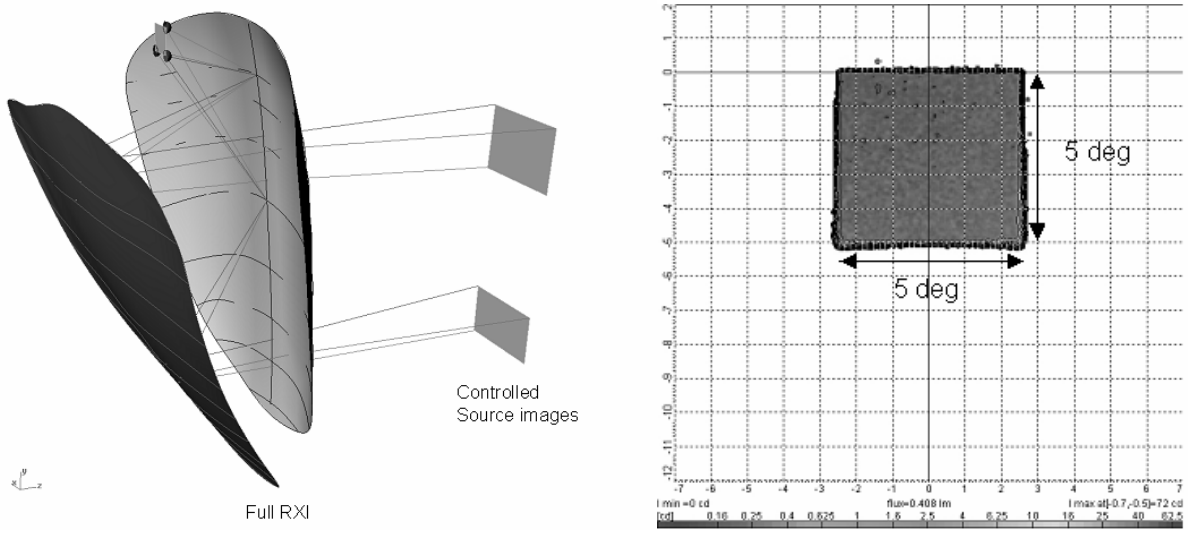 Controlled
Source images
Full RXI
x
y
z
2
1
0
-1
-2
-3
-4
-5
-6
-7
-8
-9
-10
-11
-12
5 deg
5 deg
-7 -6 -5 -4 -3 -2 -1 0 1 2 3 4 5 6 7
I min =0 cd flux=0.408 lm I max at[-0.7,-0.5]=72 cd
[cd] 0.16 0.25 0.4 0.625 1 1.6 2.5 4 6.25 10 16 25 40 62.5